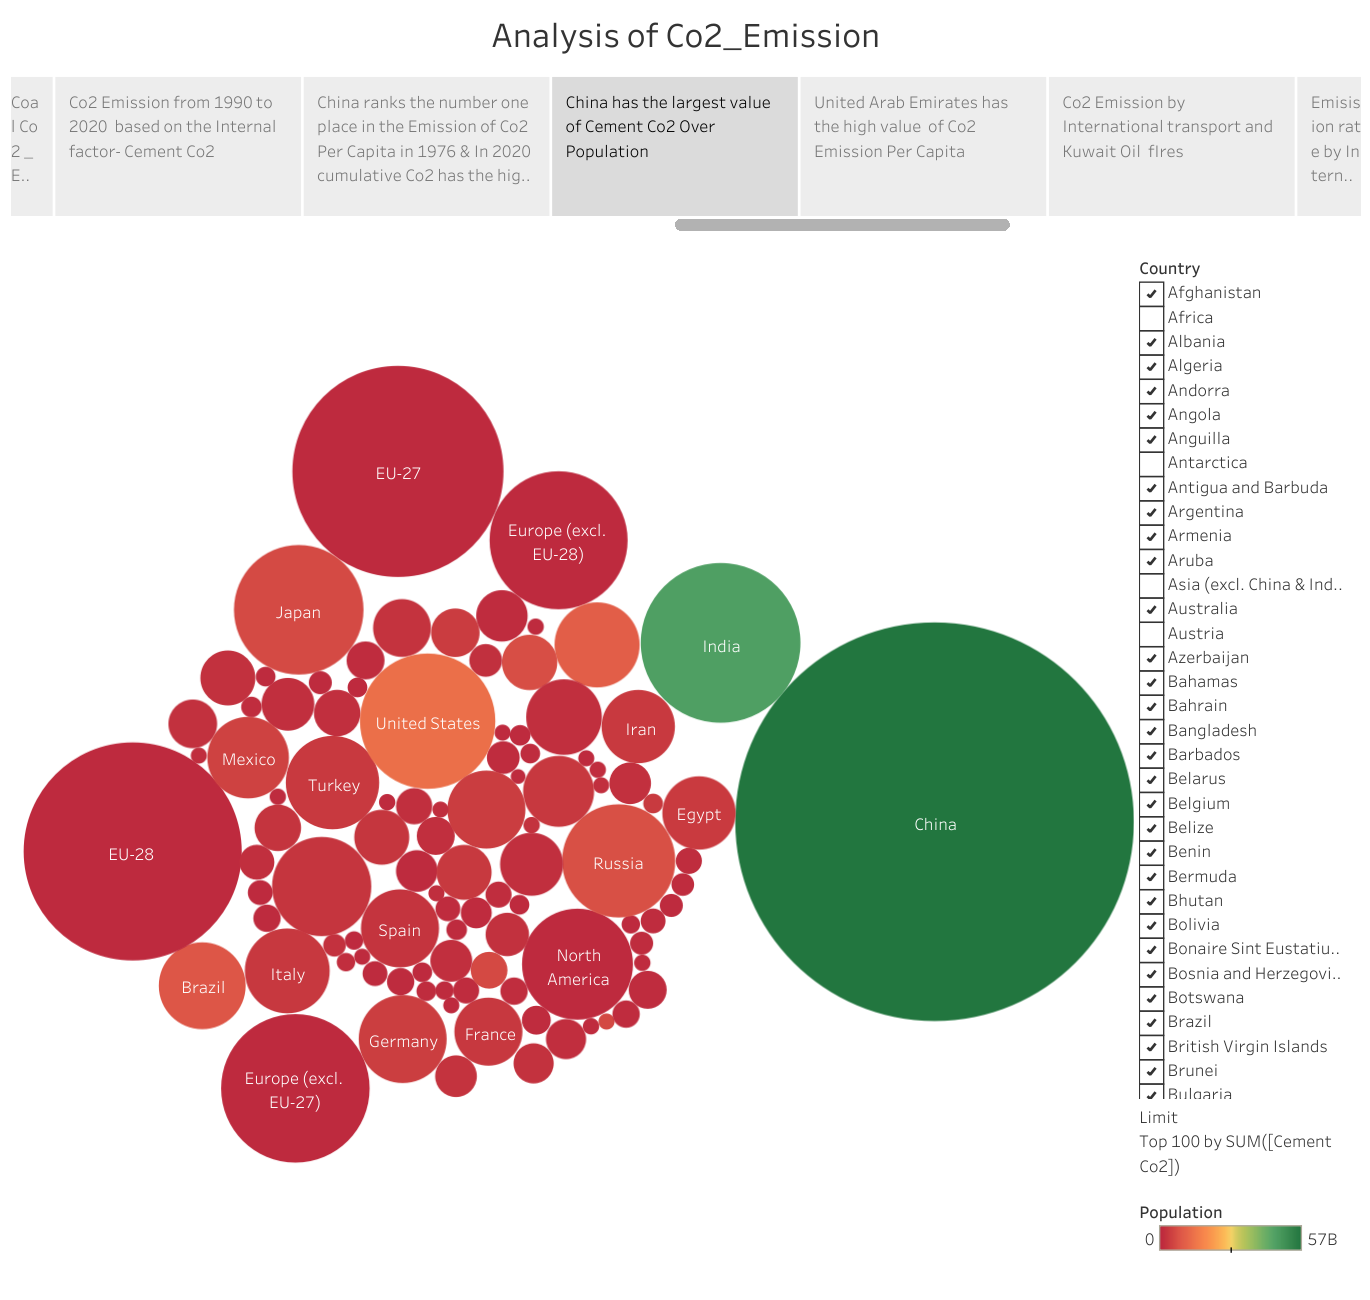 Analysis of Co2_Emission
Coa
l Co
2 _
E..
Co2 Emission from 1990 to
2020  based on the Internal
factor- Cement Co2
China ranks the number one
place in the Emission of Co2
Per Capita in 1976 & In 2020
cumulative Co2 has the hig..
China has the largest value
of Cement Co2 Over
Population
United Arab Emirates has
the high value  of Co2
Emission Per Capita
Co2 Emission by
International transport and
Kuwait Oil  fIres
Emisis
ion rat
e by In
tern..
EU-27
Europe (excl.
EU-28)
Japan
India
United States
Iran
Mexico
Turkey
Egypt
China
EU-28
Russia
Spain
North
America
Italy
Brazil
Germany
France
Europe (excl.
EU-27)
Country
Afghanistan
Africa
Albania
Algeria
Andorra
Angola
Anguilla
Antarctica
Antigua and Barbuda
Argentina
Armenia
Aruba
Asia (excl. China & Ind..
Australia
Austria
Azerbaijan
Bahamas
Bahrain
Bangladesh
Barbados
Belarus
Belgium
Belize
Benin
Bermuda
Bhutan
Bolivia
Bonaire Sint Eustatiu..
Bosnia and Herzegovi..
Botswana
Brazil
British Virgin Islands
Brunei
Bulgaria
Limit
Top 100 by SUM([Cement
Co2])
Population
0 57B